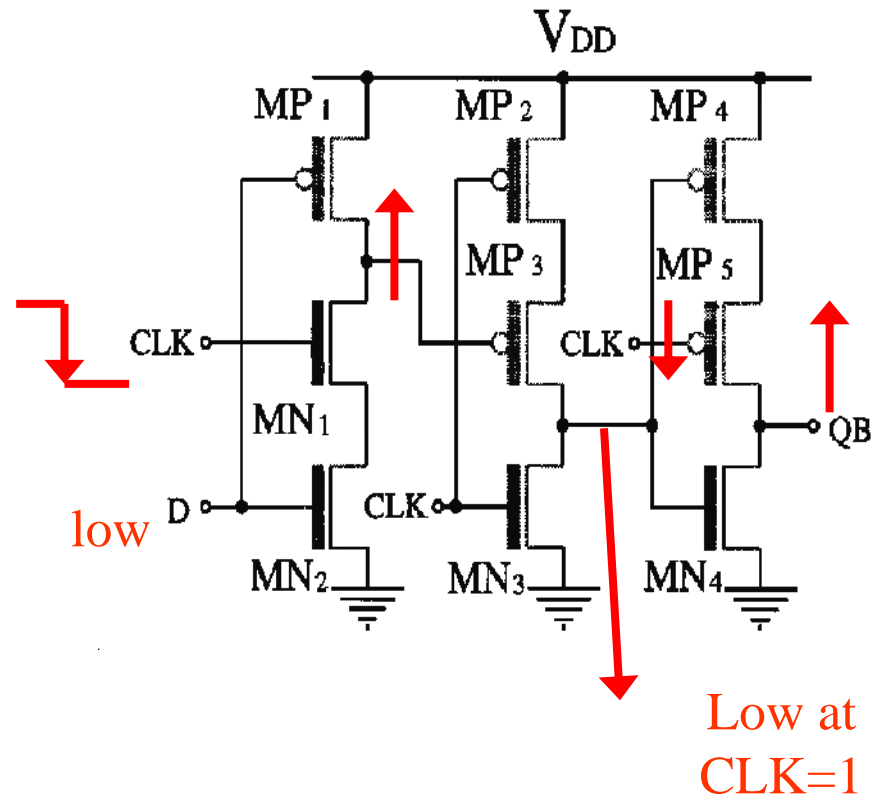 VDD
MP1 MP2 MP4
MP3 MP5
CLK CLK
MN1 QB
low D CLK
MN2 MN3 MN4
Low at
CLK=1